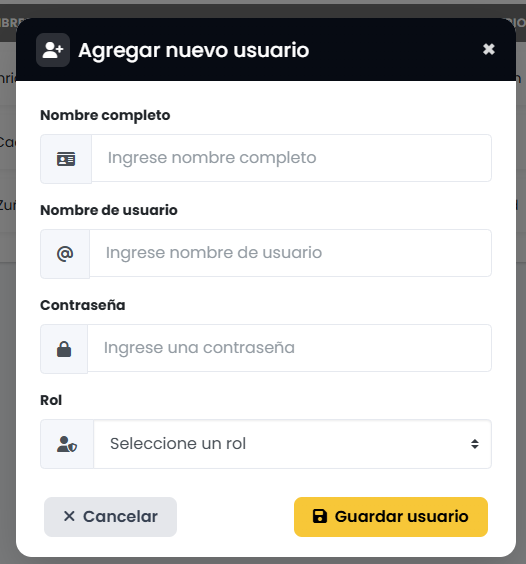 Agregar nuevo usuario
Nombre completo
Ingrese nombre completo
Nombre de usuario
@ Ingrese nombre de usuario
Contraseña
Ingrese una contraseña
Rol
Seleccione un rol
Cancelar
Guardar usuario